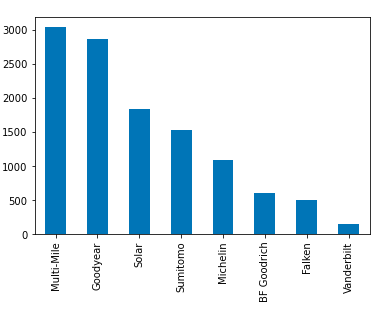 3000
2500
2000
1500
1000
500
0
Multi-Mile
Goodyear
Solar
Sumitomo
Michelin
BF Goodrich
Falken
Vanderbilt